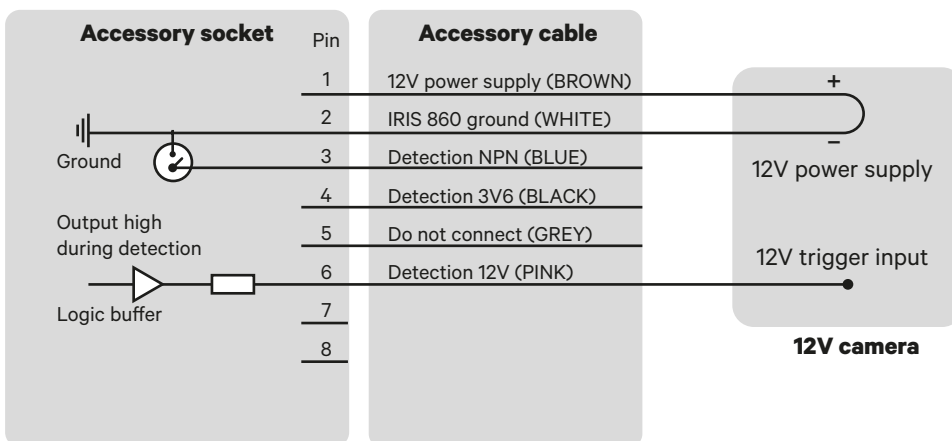 Accessory socket
Pin
Accessory cable
1
12V power supply (BROWN)
+
2
IRIS 860 ground (WHITE)
–
Ground
3
Detection NPN (BLUE)
12V power supply
4
Detection 3V6 (BLACK)
Output high
during detection
5
Do not connect (GREY)
12V trigger input
6
Detection 12V (PINK)
Logic buffer
7
12V camera
8